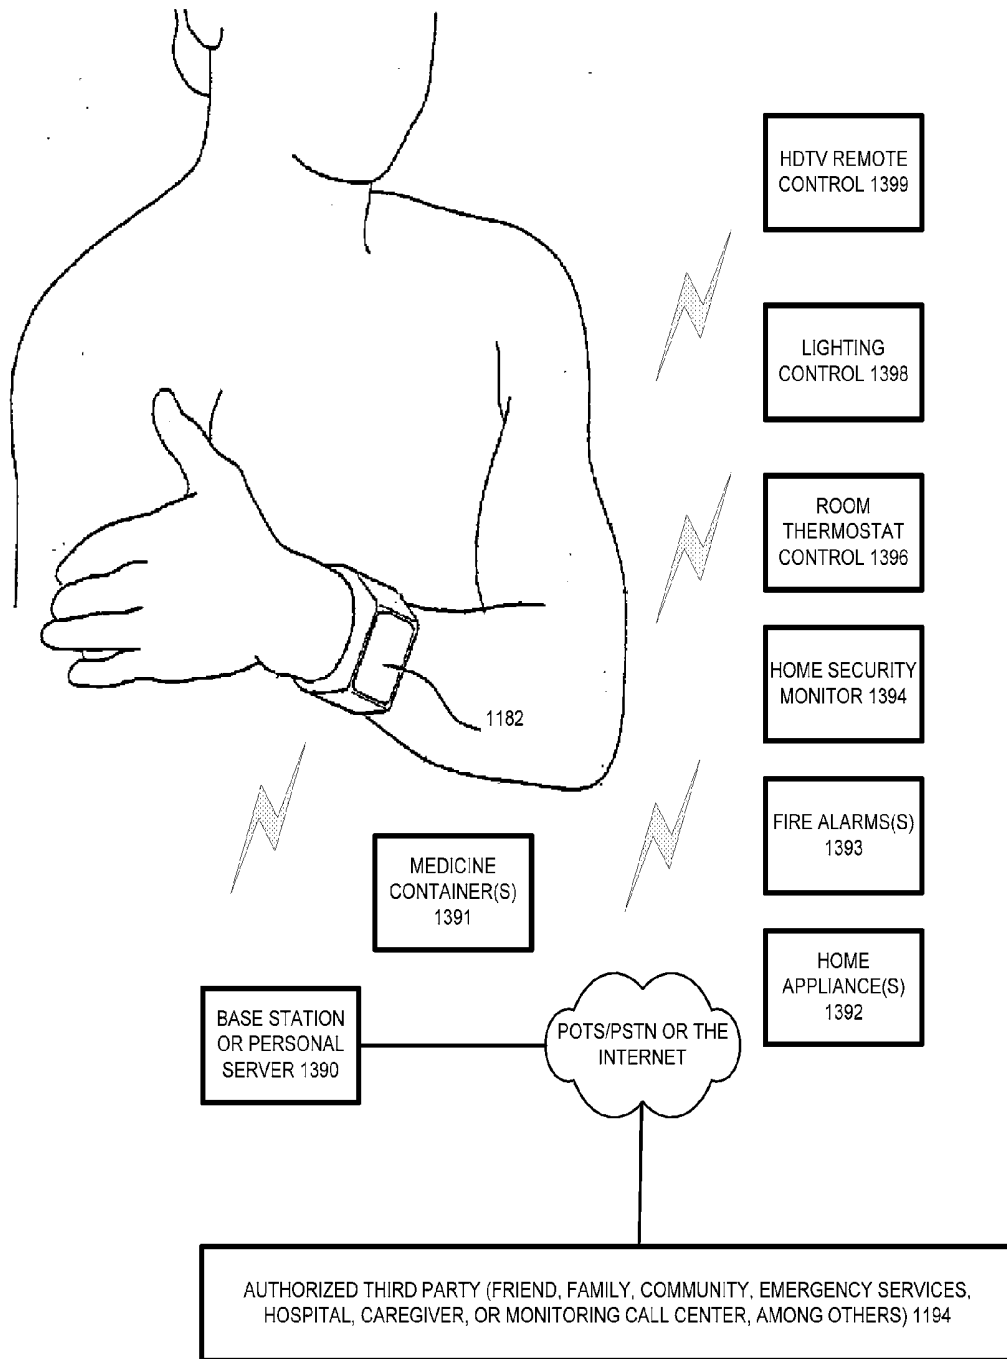 HDTV REMOTE
CONTROL 1399
LIGHTING
CONTROL 1398
ROOM
THERMOSTAT
CONTROL 1396
HOME SECURITY
MONITOR 1394
1182
FIRE ALARMS(S)
1393
MEDICINE
CONTAINER(S)
1391
HOME
APPLIANCE(S)
1392
BASE STATION
OR PERSONAL
SERVER 1390
POTS/PSTN OR THE
INTERNET
AUTHORIZED THIRD PARTY (FRIEND, FAMILY, COMMUNITY, EMERGENCY SERVICES,
HOSPITAL, CAREGIVER, OR MONITORING CALL CENTER, AMONG OTHERS) 1194